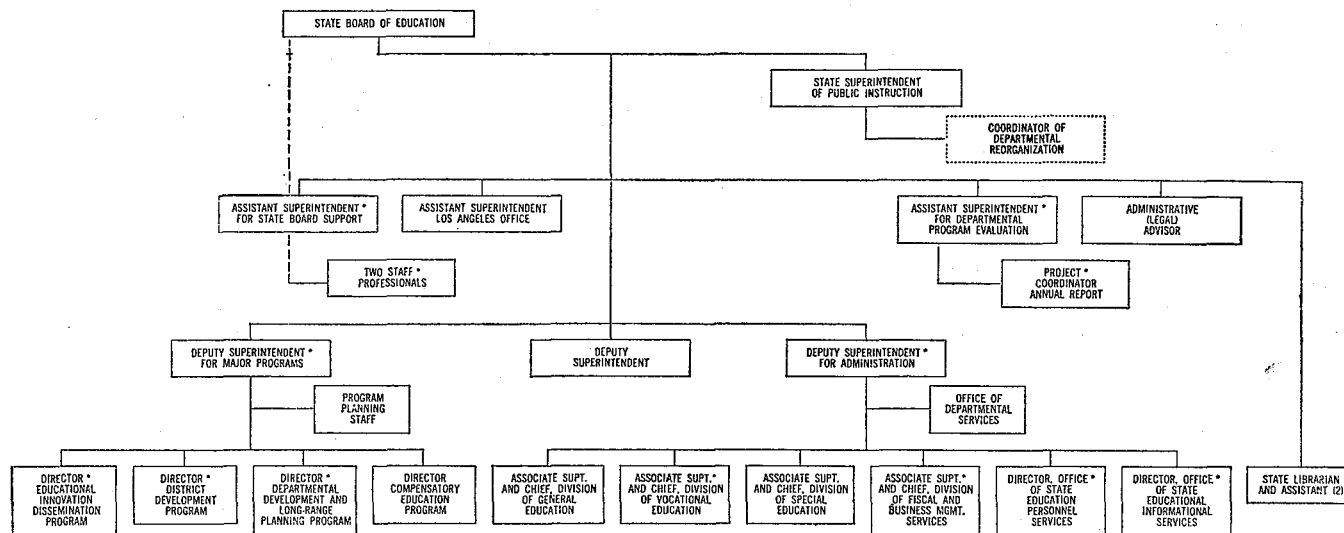 STATE BOARD OF EDUCATION
STATE SUPERINTENDENT
OF PUBLIC INSTRUCTION
COORDINATOR OF
DEPARTMENTAL
REORGANIZATION
ASSISTANT SUPERINTENDENT *
FOR STATE BOARD SUPPORT
ASSISTANT SUPERINTENDENT
LOS ANGELES OFFICE
ASSISTANT SUPERINTENDENT *
FOR DEPARTMENTAL
PROGRAM EVALUATION
ADMINISTRATIVE
(LEGAL)
ADVISOR
TWO STAFF *
PROFESSIONALS
PROJECT *
COORDINATOR
ANNUAL REPORT
DEPUTY SUPERINTENDENT *
FOR MAJOR PROGRAMS
DEPUTY
SUPERINTENDENT
DEPUTY SUPERINTENDENT *
FOR ADMINISTRATION
PROGRAM
PLANNING
STAFF
OFFICE OF
DEPARTMENTAL
SERVICES
DIRECTOR *
EDUCATIONAL
INNOVATION
DISSEMINATION
PROGRAM
DIRECTOR *
DISTRICT
DEVELOPMENT
PROGRAM
DIRECTOR *
DEPARTMENTAL
DEVELOPMENT AND
LONG-RANGE
PLANNING PROGRAM
DIRECTOR
COMPENSATORY
EDUCATION
PROGRAM
ASSOCIATE SUPT.
AND CHIEF, DIVISION
OF GENERAL
EDUCATION
ASSOCIATE SUPT. *
AND CHIEF, DIVISION
OF VOCATIONAL
EDUCATION
ASSOCIATE SUPT.
AND CHIEF, DIVISION
OF SPECIAL
EDUCATION
ASSOCIATE SUPT. *
AND CHIEF, DIVISION
OF FISCAL AND
BUSINESS MGMT.
SERVICES
DIRECTOR, OFFICE *
OF STATE
EDUCATION
PERSONNEL
SERVICES
DIRECTOR, OFFICE *
OF STATE
EDUCATIONAL
INFORMATIONAL
SERVICES
STATE LIBRARIAN
AND ASSISTANT (2)